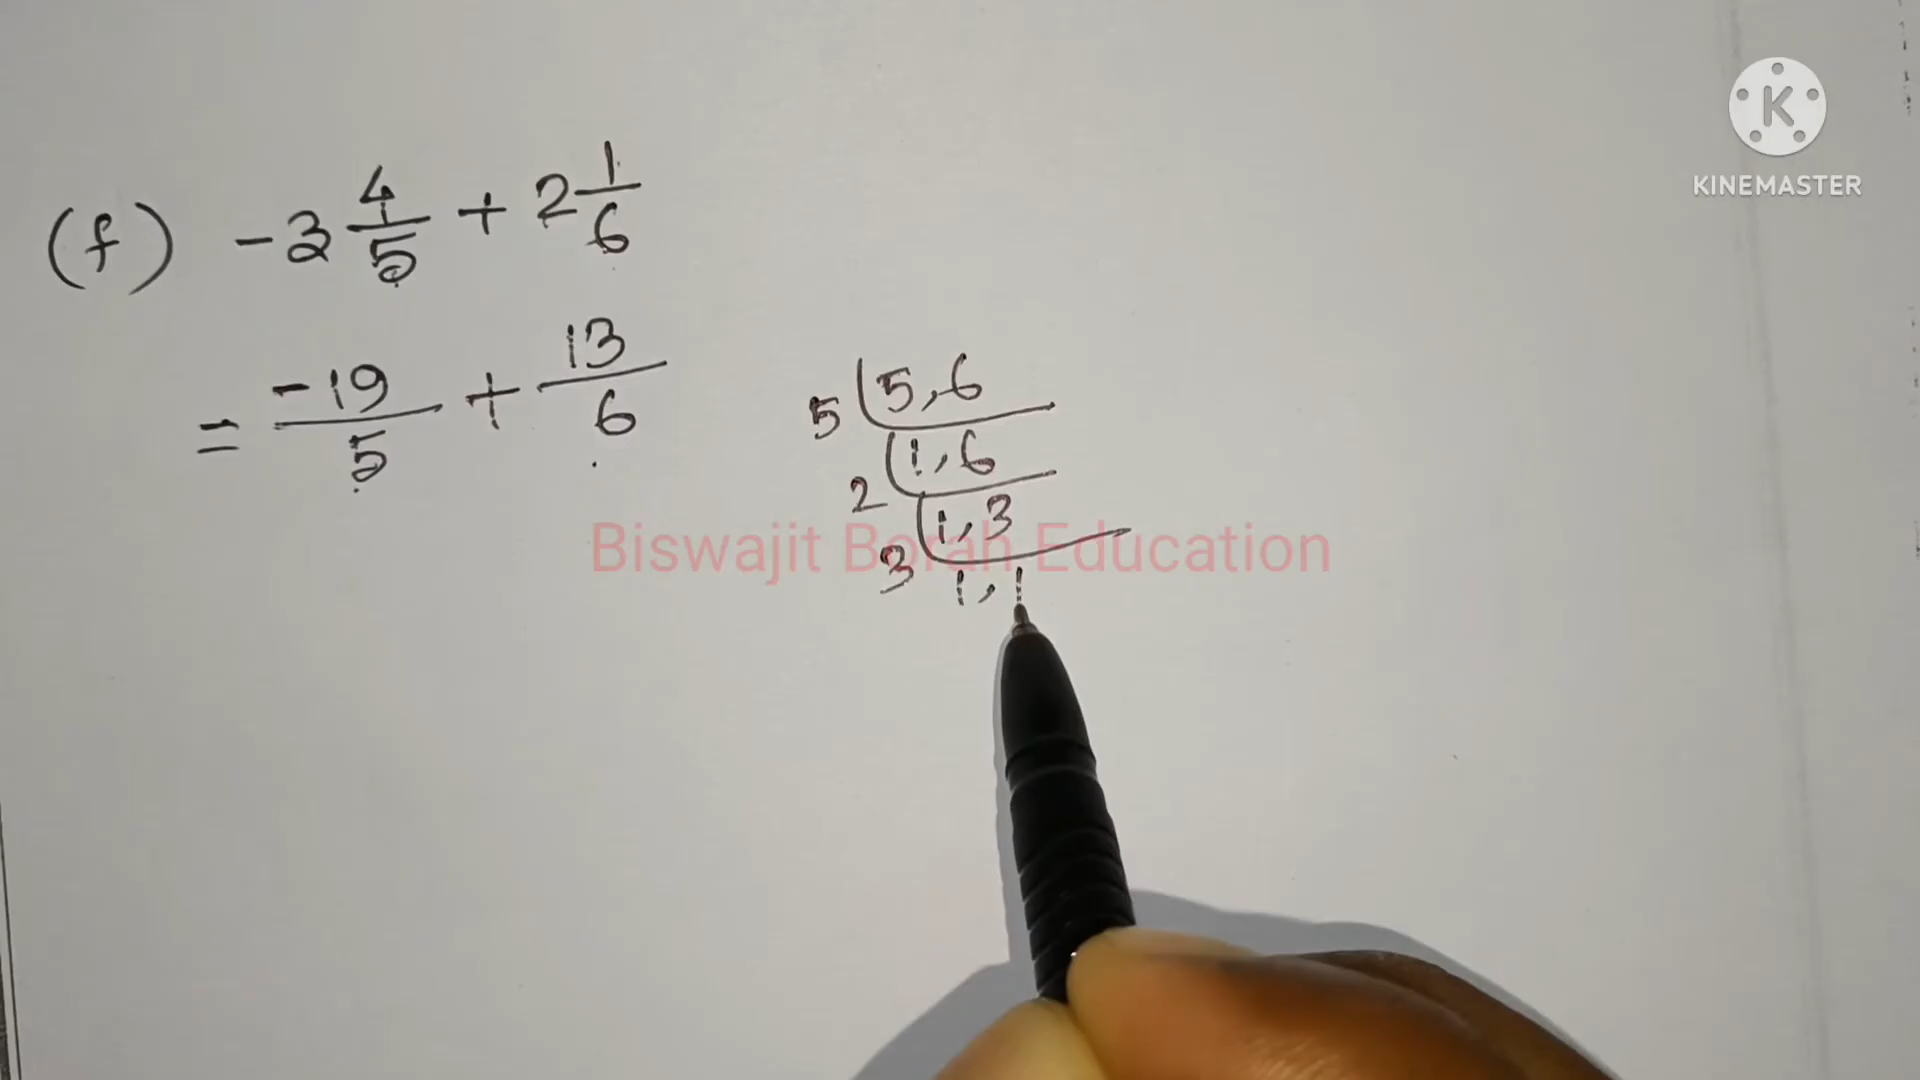 (f) -3 4/5 + 2 1/6
= -19/5 + 13/6
5 | 5, 6
2 | 1, 6
3 | 1, 3
1, 1
Biswajit Borah Education
KINEMASTER